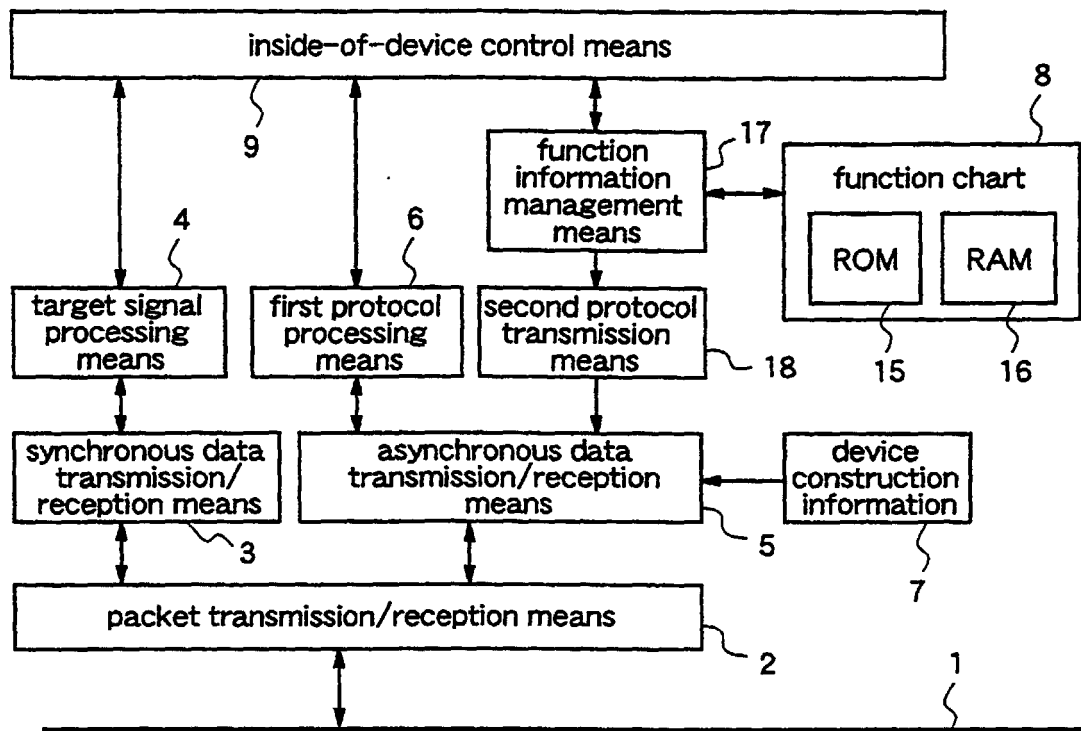 inside-of-device control means
9
8
17
function
information
management
means
function chart
ROM
RAM
15
16
4
6
target signal
processing
means
first protocol
processing
means
second protocol
transmission
means
18
synchronous data
transmission/
reception means
asynchronous data
transmission/reception
means
device
construction
information
3
5
7
packet transmission/reception means
2
1